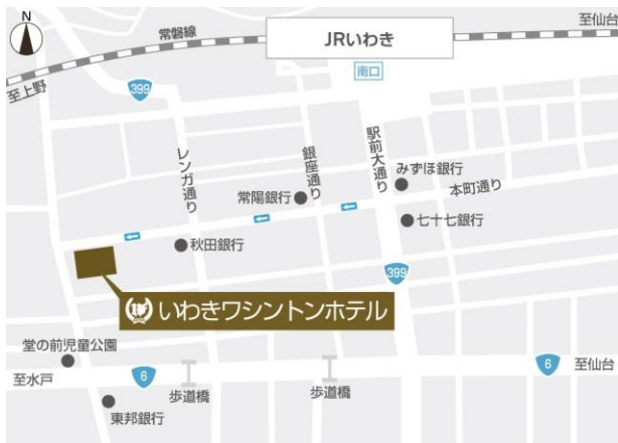 N
常磐線
JRいわき
至仙台
至上野
399
南口
レンガ通り
銀座通り
駅前大通り
みずほ銀行
常陽銀行
本町通り
七十七銀行
秋田銀行
399
いわきワシントンホテル
堂の前児童公園
至水戸
6
歩道橋
歩道橋
6
至仙台
東邦銀行